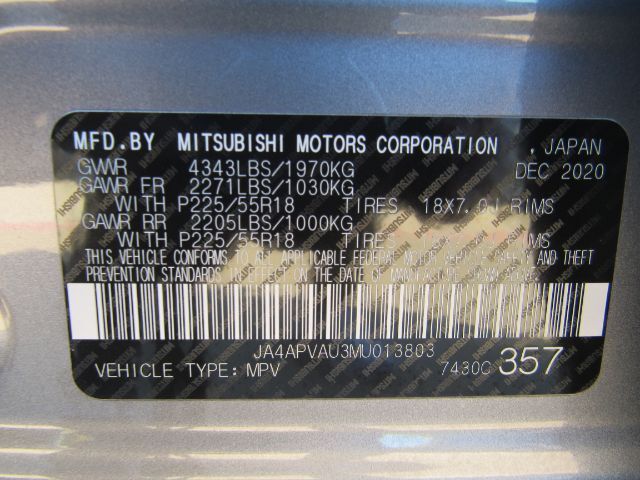 MFD.BY MITSUBISHI MOTORS CORPORATION , JAPAN
GVWR 4343LBS/1970KG DEC 2020
GAWR FR 2271LBS/1030KG
WITH P225/55R18 TIRES 18X7.0J RIMS
GAWR RR 2205LBS/1000KG
WITH P225/55R18 TIRES RIMS
THIS VEHICLE CONFORMS TO ALL APPLICABLE FEDERAL MOTOR VEHICLE SAFETY AND THEFT
PREVENTION STANDARDS IN EFFECT ON THE DATE OF MANUFACTURE SHOWN ABOVE.
JA4APVAU3MU013803
VEHICLE TYPE: MPV 7430C 357